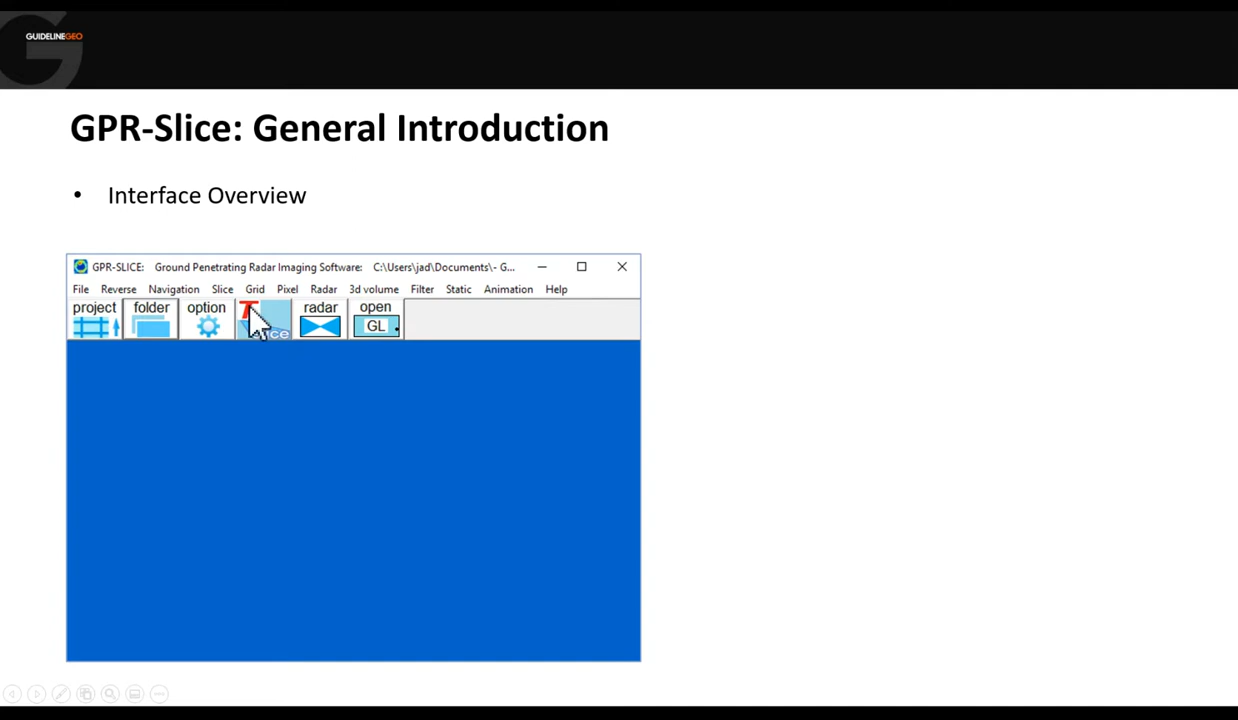 GUIDELINEGEO
GPR-Slice: General Introduction
• Interface Overview
GPR-SLICE: Ground Penetrating Radar Imaging Software: C:\Users\jad\Documents\- G...
File Reverse Navigation Slice Grid Pixel Radar 3d volume Filter Static Animation Help
project folder option radar open
GL